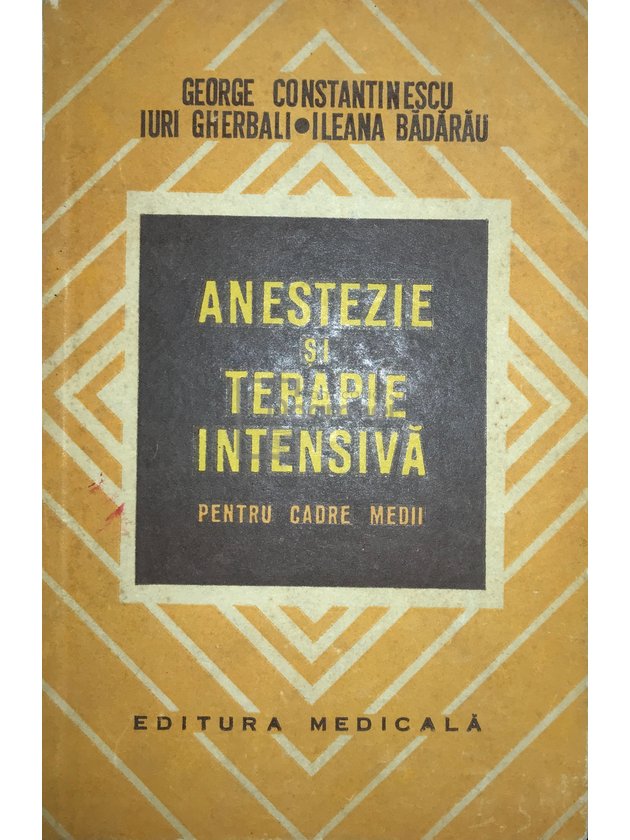 GEORGE CONSTANTINESCU
IURI GHERBALI•ILEANA BĂDĂRĂU
ANESTEZIE
ȘI
TERAPIE
INTENSIVĂ
PENTRU CADRE MEDII
EDITURA MEDICALĂ